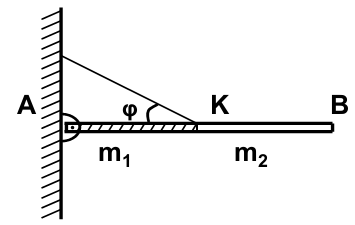 A φ K B
m₁ m₂